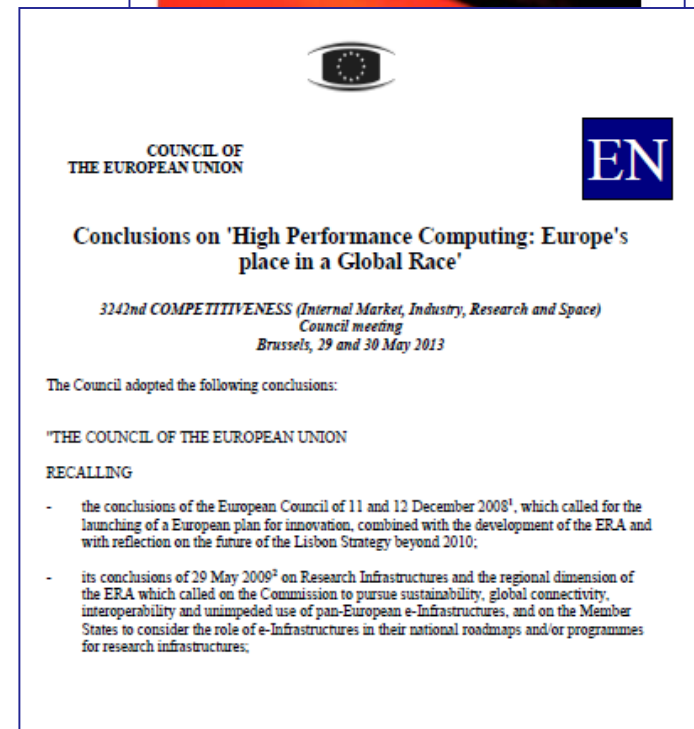 COUNCIL OF
THE EUROPEAN UNION
EN
Conclusions on 'High Performance Computing: Europe's
place in a Global Race'
3242nd COMPETITIVENESS (Internal Market, Industry, Research and Space)
Council meeting
Brussels, 29 and 30 May 2013
The Council adopted the following conclusions:
"THE COUNCIL OF THE EUROPEAN UNION
RECALLING
- the conclusions of the European Council of 11 and 12 December 2008¹, which called for the
launching of a European plan for innovation, combined with the development of the ERA and
with reflection on the future of the Lisbon Strategy beyond 2010;
- its conclusions of 29 May 2009² on Research Infrastructures and the regional dimension of
the ERA which called on the Commission to pursue sustainability, global connectivity,
interoperability and unimpeded use of pan-European e-Infrastructures, and on the Member
States to consider the role of e-Infrastructures in their national roadmaps and/or programmes
for research infrastructures;